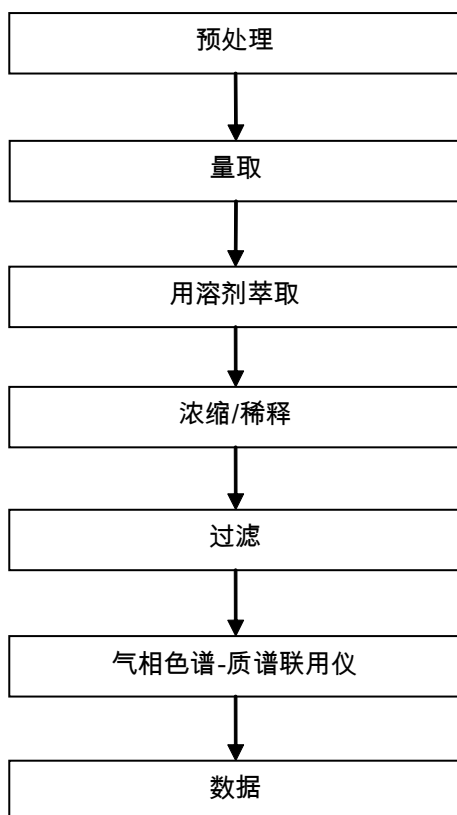 预处理
量取
用溶剂萃取
浓缩/稀释
过滤
气相色谱-质谱联用仪
数据